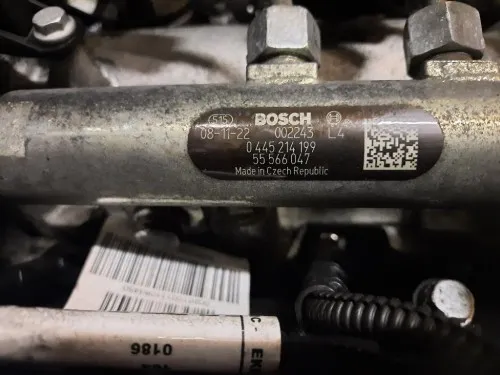 515 BOSCH
08-11-22 002243 L4
0 445 214 199
55 566 047
Made in Czech Republic
C- EK
0186